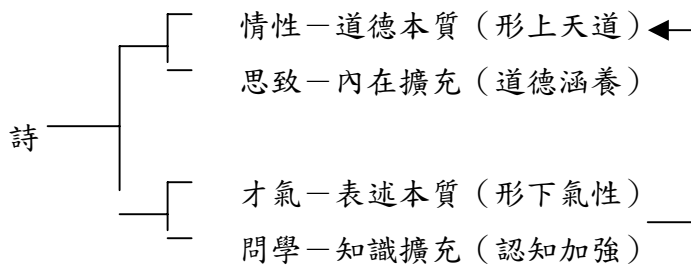 情性－道德本質（形上天道）
思致－內在擴充（道德涵養）
詩
才氣－表述本質（形下氣性）
問學－知識擴充（認知加強）